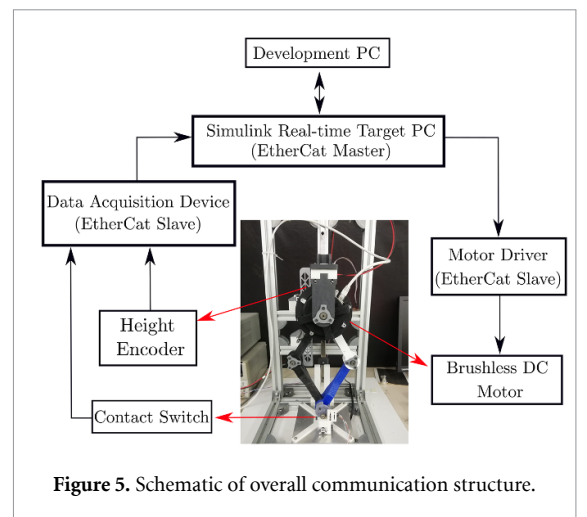 Development PC
Simulink Real-time Target PC
(EtherCat Master)
Data Acquisition Device
(EtherCat Slave)
Motor Driver
(EtherCat Slave)
Height
Encoder
Brushless DC
Motor
Contact Switch
Figure 5. Schematic of overall communication structure.